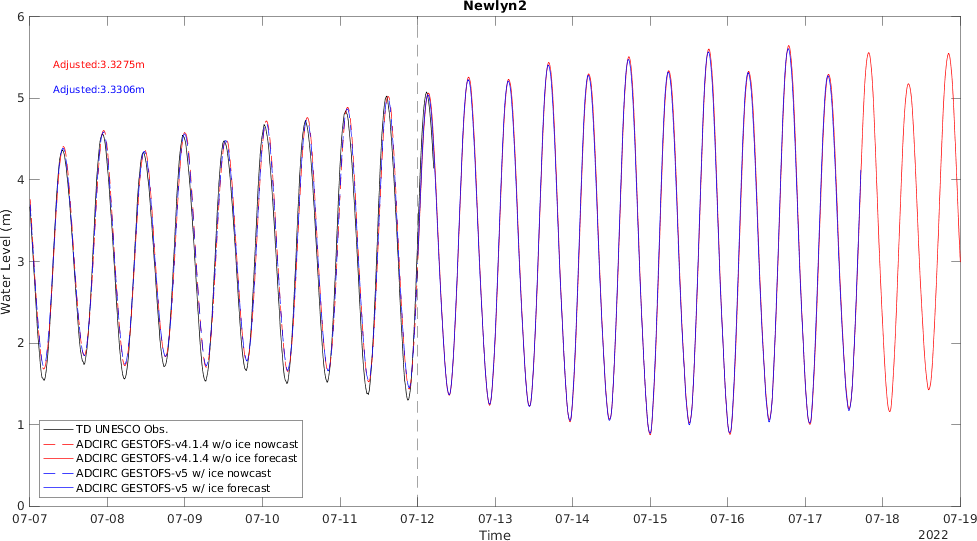 Newlyn2
6
Adjusted:3.3275m
Adjusted:3.3306m
5
4
3
2
1
0
Water Level (m)
TD UNESCO Obs.
ADCIRC GESTOFS-v4.1.4 w/o ice nowcast
ADCIRC GESTOFS-v4.1.4 w/o ice forecast
ADCIRC GESTOFS-v5 w/ ice nowcast
ADCIRC GESTOFS-v5 w/ ice forecast
07-07 07-08 07-09 07-10 07-11 07-12 07-13 07-14 07-15 07-16 07-17 07-18 07-19
Time
2022